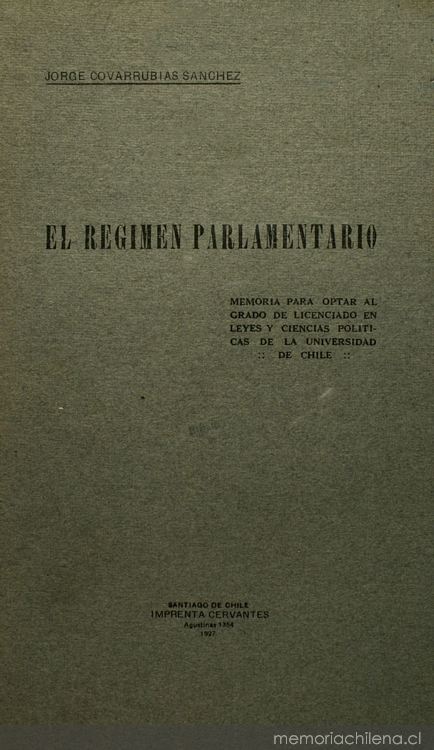 JORGE COVARRUBIAS SANCHEZ
EL REGIMEN PARLAMENTARIO
MEMORIA PARA OPTAR AL
GRADO DE LICENCIADO EN
LEYES Y CIENCIAS POLITI-
CAS DE LA UNIVERSIDAD
:: DE CHILE ::
SANTIAGO DE CHILE
IMPRENTA CERVANTES
Agustinas 1354
1927
memoriachilena.cl